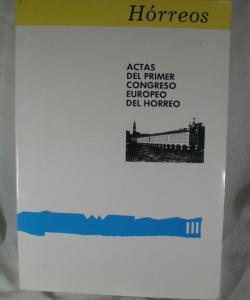 Hórreos
ACTAS
DEL PRIMER
CONGRESO
EUROPEO
DEL HORREO